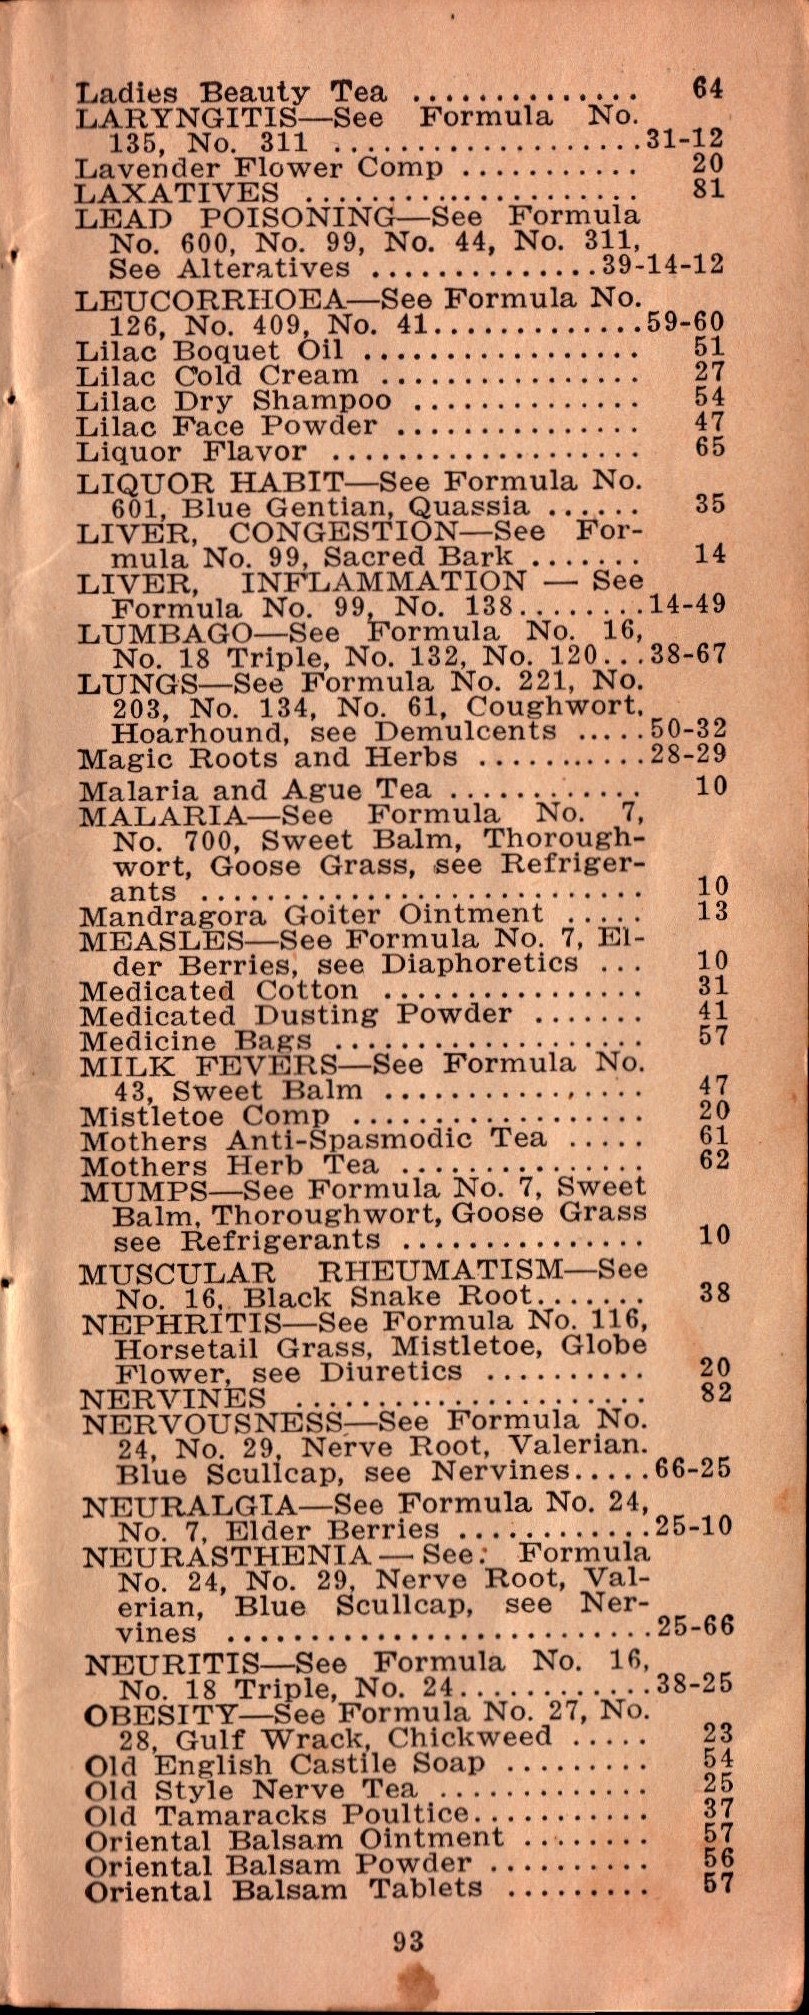 Ladies Beauty Tea .............. 64
LARYNGITIS—See Formula No.
135, No. 311 ...................31-12
Lavender Flower Comp ........... 20
LAXATIVES ..................... 81
LEAD POISONING—See Formula
No. 600, No. 99, No. 44, No. 311,
See Alteratives ..............39-14-12
LEUCORRHOEA—See Formula No.
126, No. 409, No. 41.............59-60
Lilac Boquet Oil ................. 51
Lilac Cold Cream ................ 27
Lilac Dry Shampoo .............. 54
Lilac Face Powder ............... 47
Liquor Flavor ................... 65
LIQUOR HABIT—See Formula No.
601, Blue Gentian, Quassia ...... 35
LIVER, CONGESTION—See For-
mula No. 99, Sacred Bark ....... 14
LIVER, INFLAMMATION — See
Formula No. 99, No. 138........14-49
LUMBAGO—See Formula No. 16,
No. 18 Triple, No. 132, No. 120...38-67
LUNGS—See Formula No. 221, No.
203, No. 134, No. 61, Coughwort,
Hoarhound, see Demulcents .....50-32
Magic Roots and Herbs ...........28-29
Malaria and Ague Tea ............ 10
MALARIA—See Formula No. 7,
No. 700, Sweet Balm, Thorough-
wort, Goose Grass, see Refriger-
ants ........................... 10
Mandragora Goiter Ointment ..... 13
MEASLES—See Formula No. 7, El-
der Berries, see Diaphoretics ... 10
Medicated Cotton ................ 31
Medicated Dusting Powder ....... 41
Medicine Bags ................... 57
MILK FEVERS—See Formula No.
43, Sweet Balm ................ 47
Mistletoe Comp .................. 20
Mothers Anti-Spasmodic Tea ..... 61
Mothers Herb Tea ............... 62
MUMPS—See Formula No. 7, Sweet
Balm, Thoroughwort, Goose Grass
see Refrigerants ............... 10
MUSCULAR RHEUMATISM—See
No. 16, Black Snake Root....... 38
NEPHRITIS—See Formula No. 116,
Horsetail Grass, Mistletoe, Globe
Flower, see Diuretics .......... 20
NERVINES ...................... 82
NERVOUSNESS—See Formula No.
24, No. 29, Nerve Root, Valerian.
Blue Scullcap, see Nervines.....66-25
NEURALGIA—See Formula No. 24,
No. 7, Elder Berries ............25-10
NEURASTHENIA — See: Formula
No. 24, No. 29, Nerve Root, Val-
erian, Blue Scullcap, see Ner-
vines ..........................25-66
NEURITIS—See Formula No. 16,
No. 18 Triple, No. 24............38-25
OBESITY—See Formula No. 27, No.
28, Gulf Wrack, Chickweed ..... 23
Old English Castile Soap ......... 54
Old Style Nerve Tea ............. 25
Old Tamaracks Poultice........... 37
Oriental Balsam Ointment ........ 57
Oriental Balsam Powder .......... 56
Oriental Balsam Tablets ......... 57
93